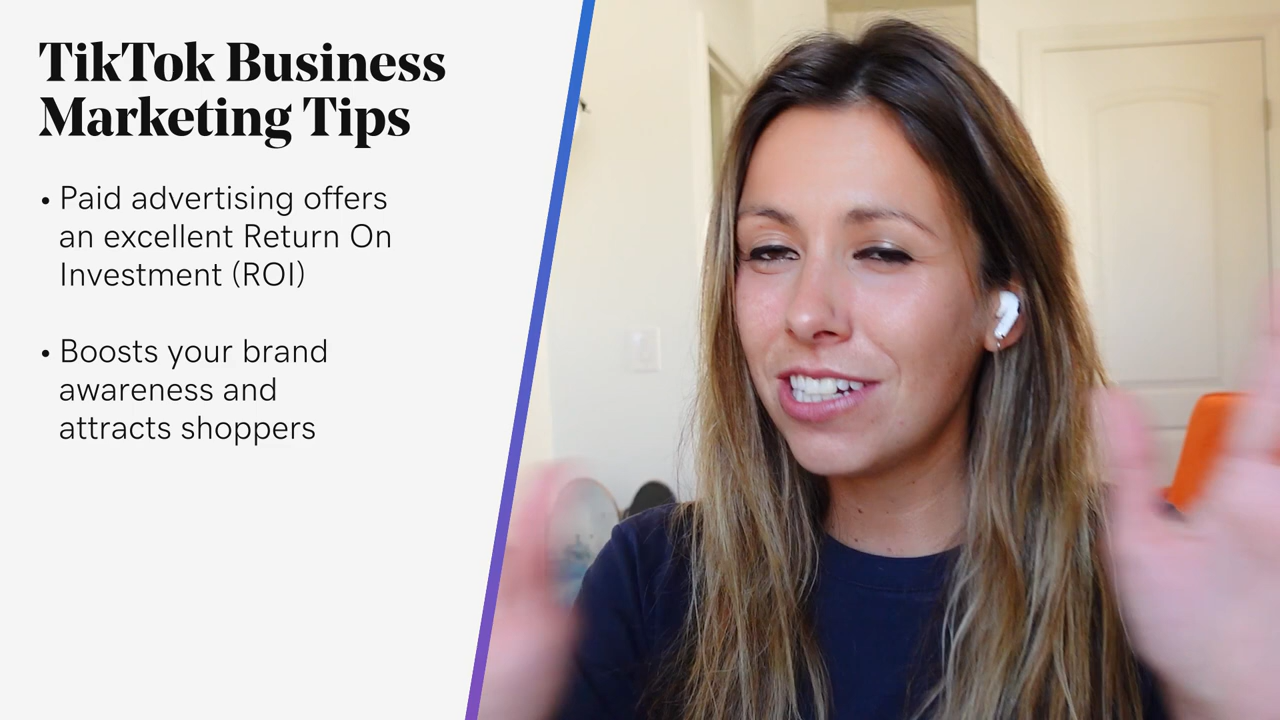 TikTok Business
Marketing Tips
• Paid advertising offers
an excellent Return On
Investment (ROI)
• Boosts your brand
awareness and
attracts shoppers